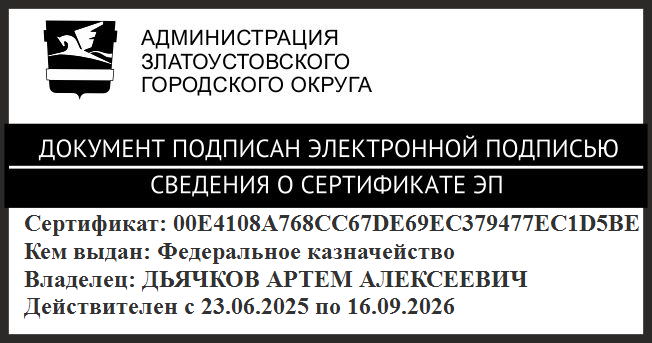 АДМИНИСТРАЦИЯ
ЗЛАТОУСТОВСКОГО
ГОРОДСКОГО ОКРУГА
ДОКУМЕНТ ПОДПИСАН ЭЛЕКТРОННОЙ ПОДПИСЬЮ
СВЕДЕНИЯ О СЕРТИФИКАТЕ ЭП
Сертификат: 00E4108A768CC67DE69EC379477EC1D5BE
Кем выдан: Федеральное казначейство
Владелец: ДЬЯЧКОВ АРТЕМ АЛЕКСЕЕВИЧ
Действителен с 23.06.2025 по 16.09.2026